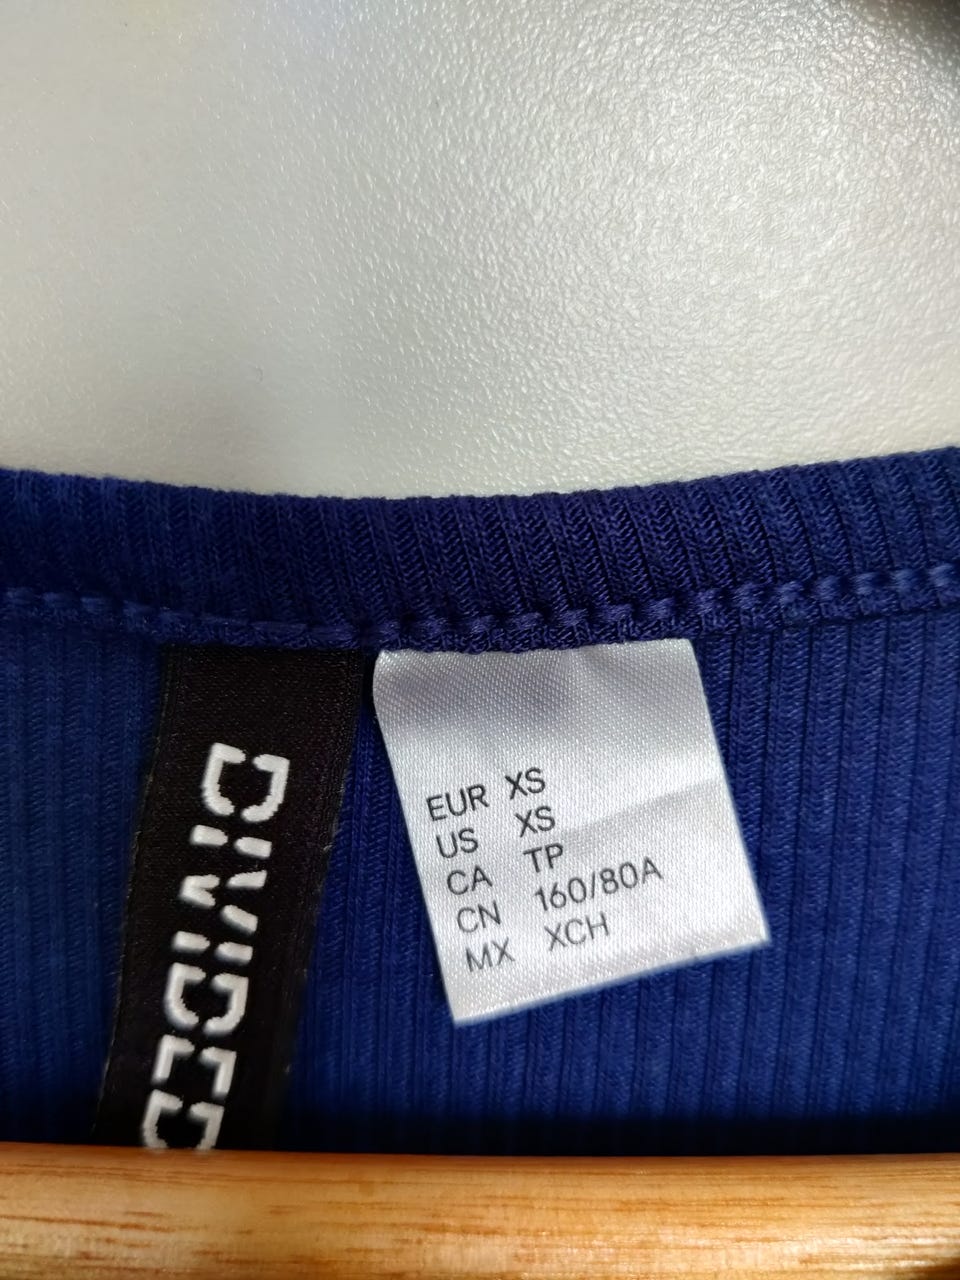 DIVIDED
EUR XS
US XS
CA TP
CN 160/80A
MX XCH